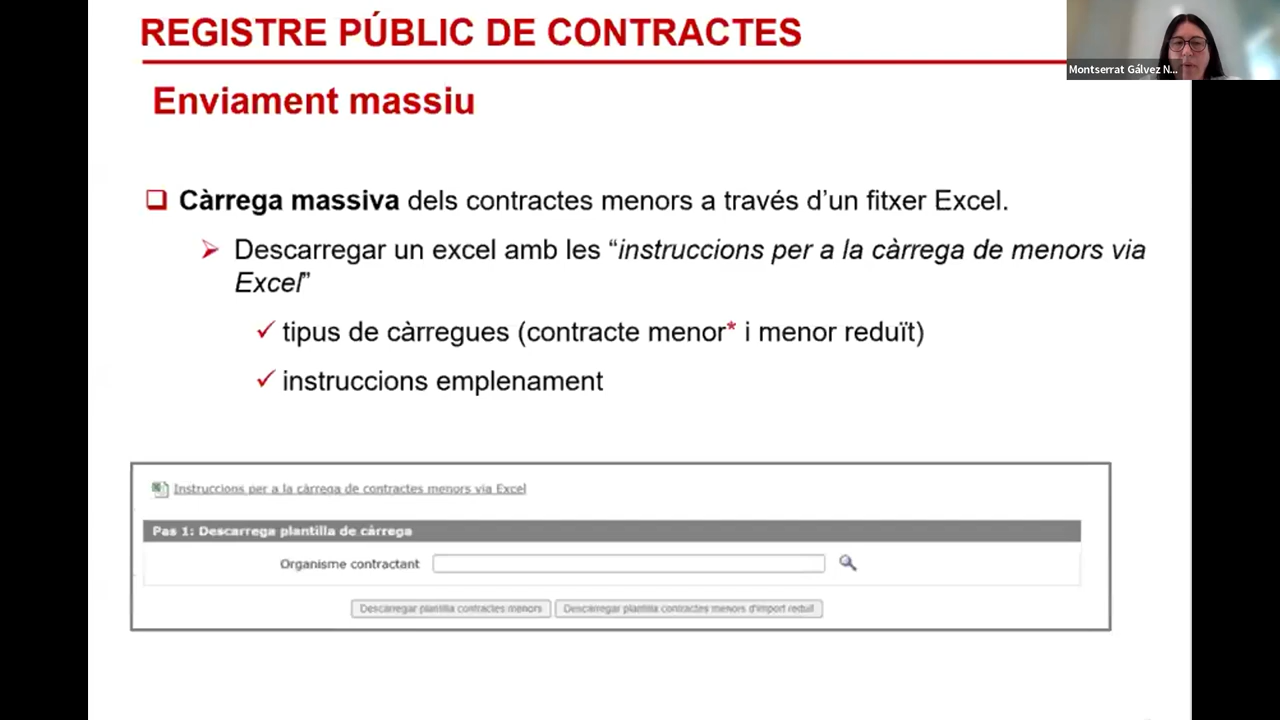 REGISTRE PÚBLIC DE CONTRACTES
Montserrat Gálvez N...
Enviament massiu
Càrrega massiva dels contractes menors a través d’un fitxer Excel.
Descarregar un excel amb les “instruccions per a la càrrega de menors via
Excel”
tipus de càrregues (contracte menor* i menor reduït)
instruccions emplenament
Instruccions per a la càrrega de contractes menors via Excel
Pas 1: Descarrega plantilla de càrrega
Organisme contractant
Descarregar plantilla contractes menors Descarregar plantilla contractes menors d'import reduït